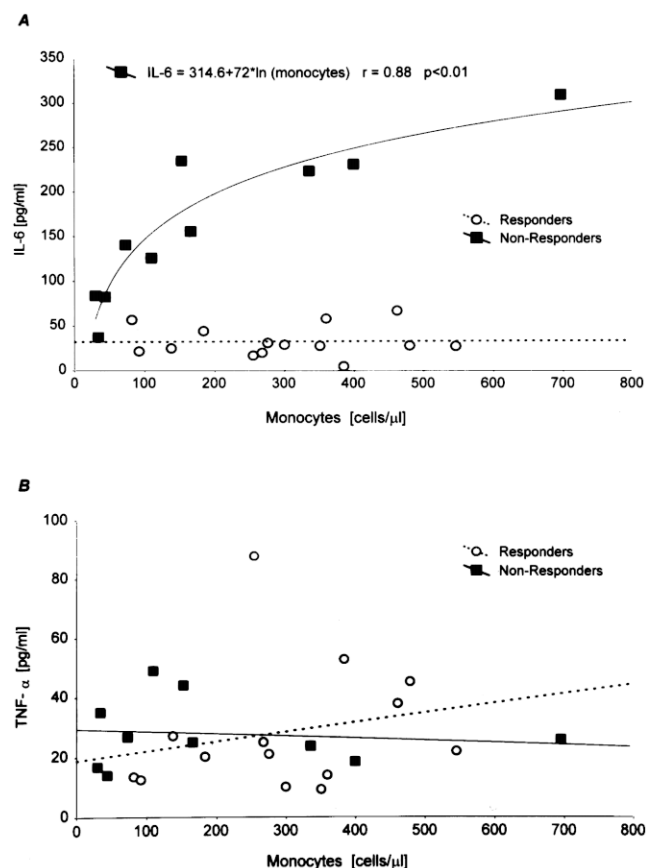 A
350
IL-6 = 314.6+72*ln (monocytes) r = 0.88 p<0.01
300
250
200
150
100
50
0
IL-6 [pg/ml]
Responders
Non-Responders
0 100 200 300 400 500 600 700 800
Monocytes [cells/µl]
B
100
80
60
40
20
0
TNF- α [pg/ml]
Responders
Non-Responders
0 100 200 300 400 500 600 700 800
Monocytes [cells/µl]